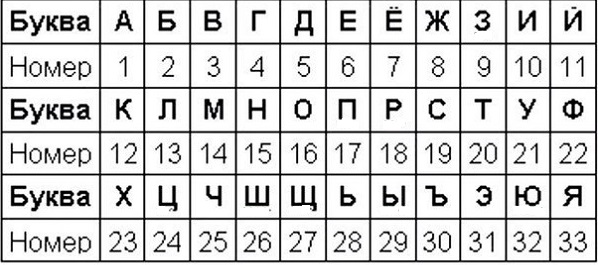 Буква А Б В Г Д Е Ё Ж З И Й
Номер 1 2 3 4 5 6 7 8 9 10 11
Буква К Л М Н О П Р С Т У Ф
Номер 12 13 14 15 16 17 18 19 20 21 22
Буква Х Ц Ч Ш Щ Ь Ы Ъ Э Ю Я
Номер 23 24 25 26 27 28 29 30 31 32 33